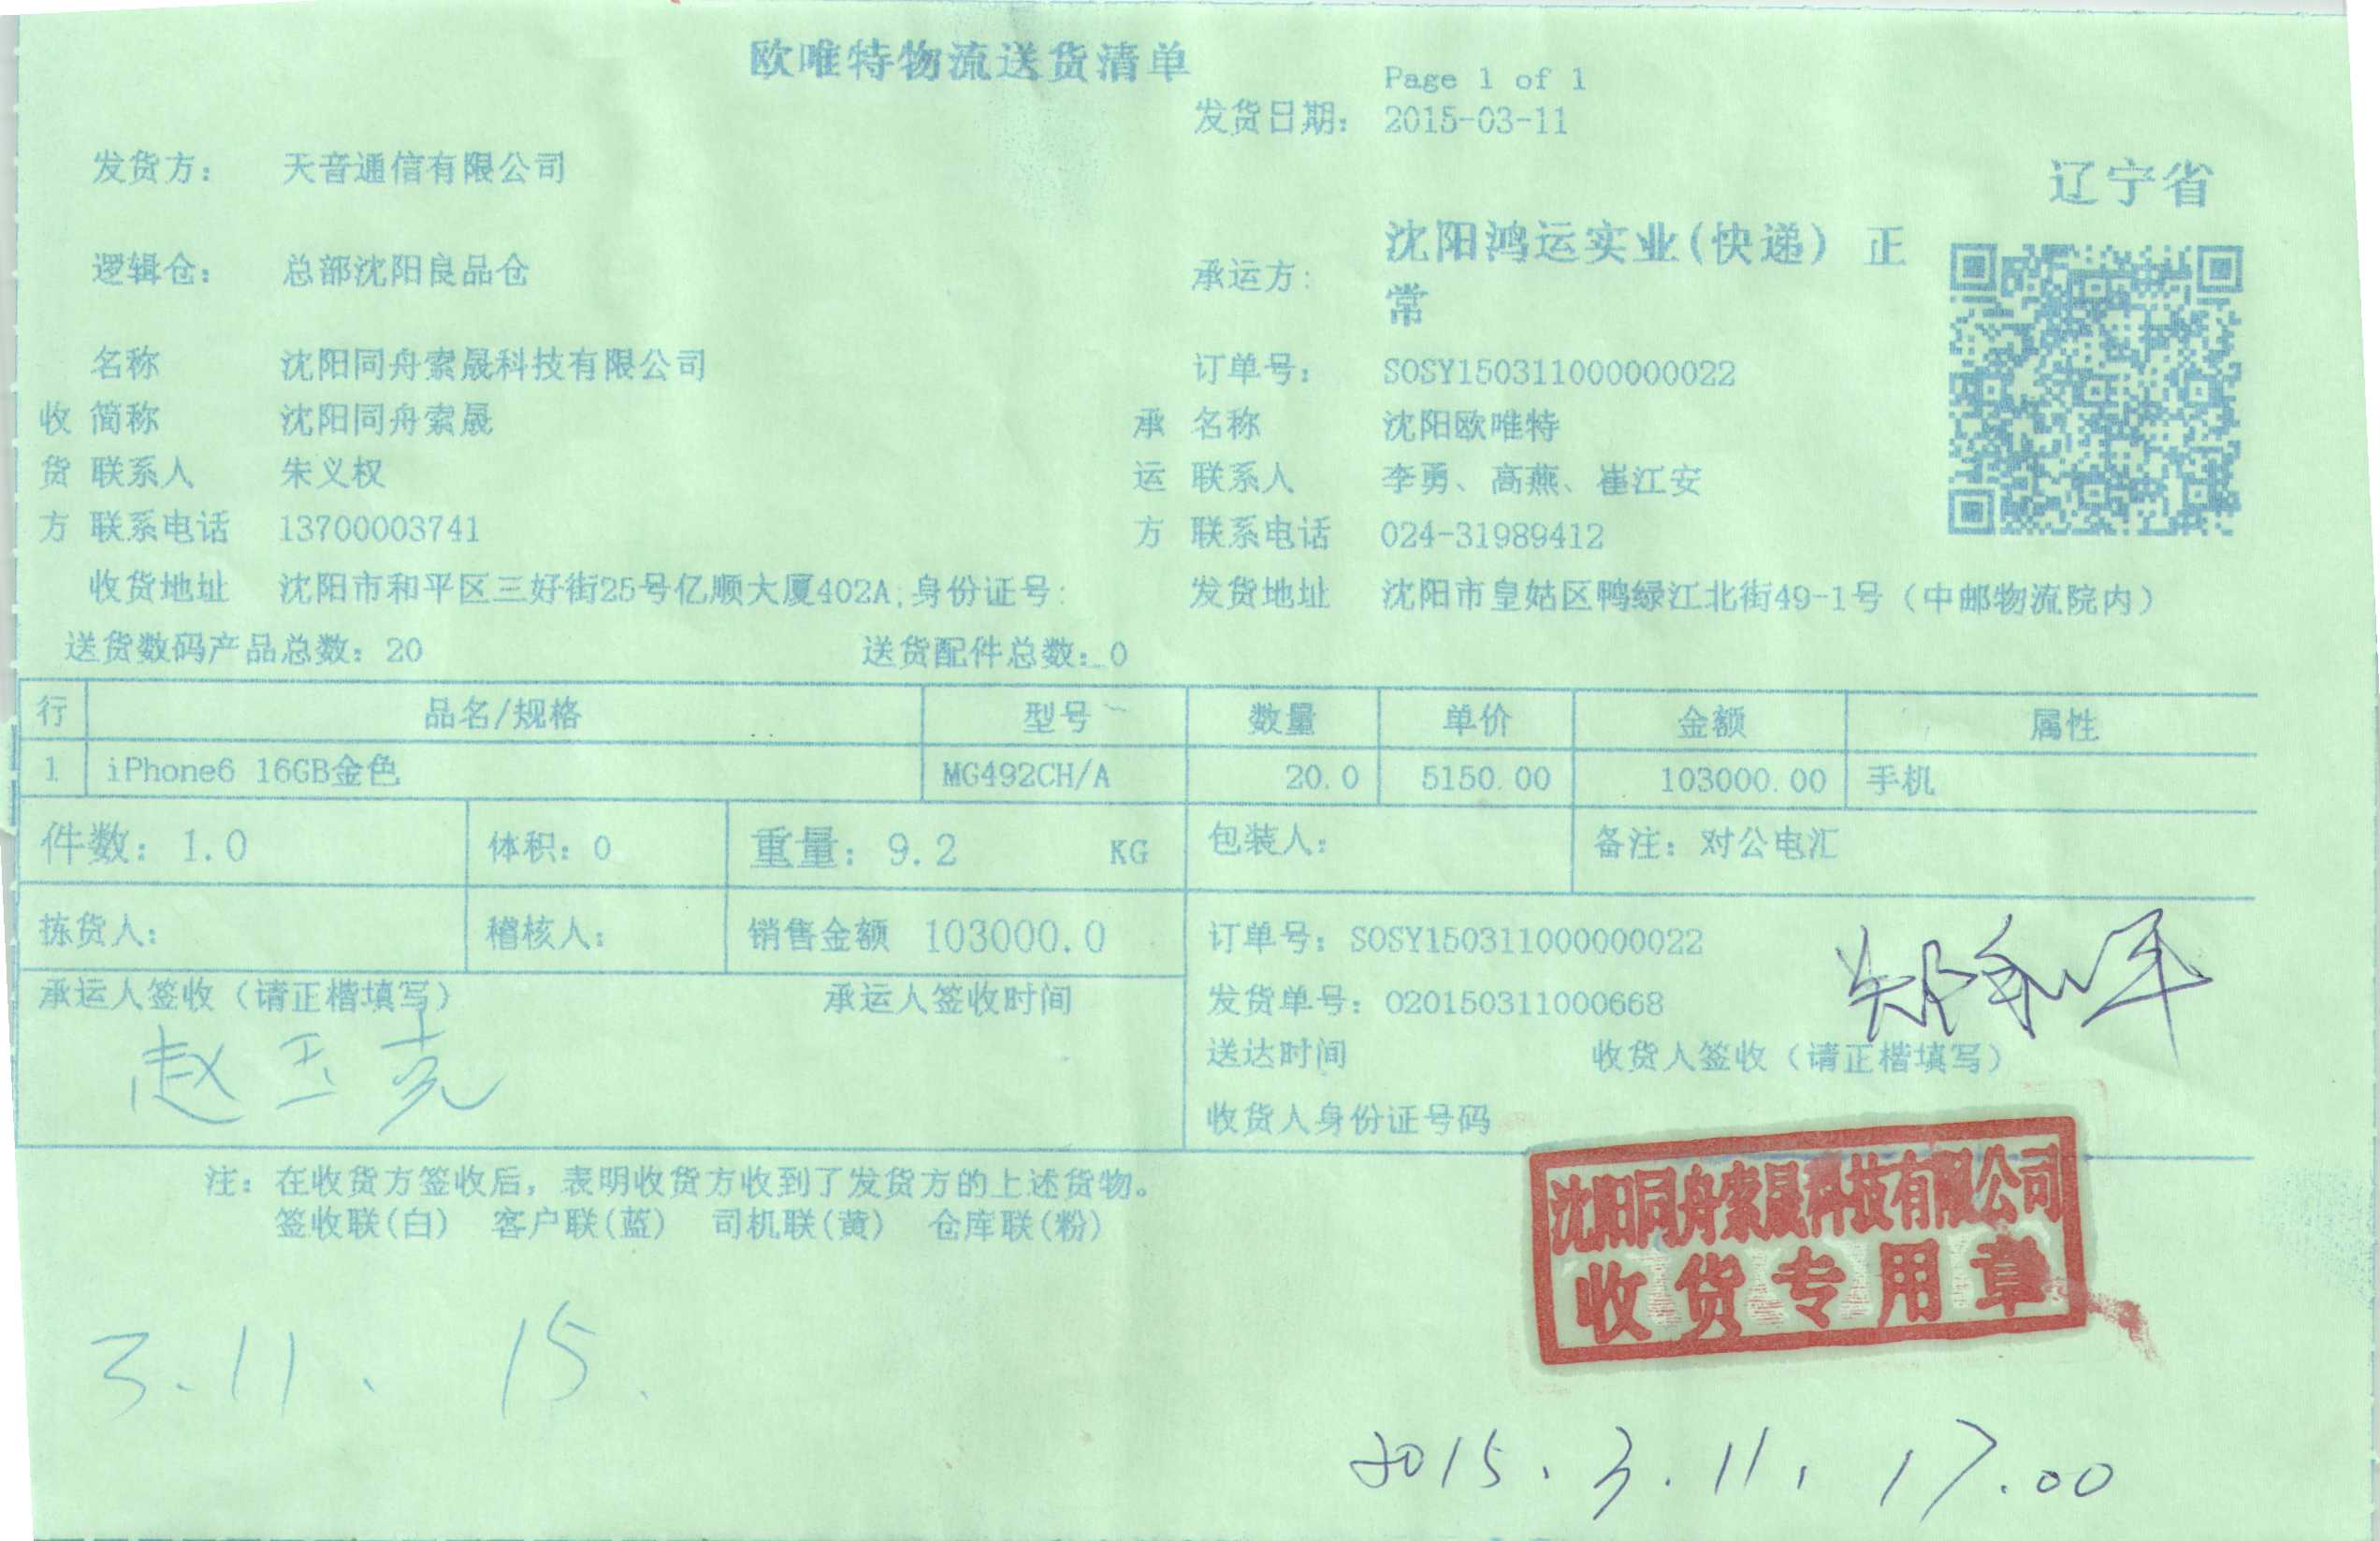 欧唯特物流送货清单
Page 1 of 1
发货日期: 2015-03-11
发货方: 天音通信有限公司
辽宁省
逻辑仓: 总部沈阳良品仓
承运方: 沈阳鸿运实业(快递) 正常
名称 沈阳同舟索晟科技有限公司
订单号: SOSY150311000000022
收 简称 沈阳同舟索晟
承 名称 沈阳欧唯特
货 联系人 朱义权
运 联系人 李勇、高燕、崔江安
方 联系电话 13700003741
方 联系电话 024-31989412
收货地址 沈阳市和平区三好街25号亿顺大厦402A;身份证号:
发货地址 沈阳市皇姑区鸭绿江北街49-1号（中邮物流院内）
送货数码产品总数: 20 送货配件总数: 0
行 品名/规格 型号 数量 单价 金额 属性
1 iPhone6 16GB金色 MG492CH/A 20.0 5150.00 103000.00 手机
件数: 1.0 体积: 0 重量: 9.2 KG 包装人: 备注: 对公电汇
拣货人: 稽核人: 销售金额 103000.0
订单号: SOSY150311000000022
承运人签收（请正楷填写） 承运人签收时间
发货单号: 020150311000668
送达时间 收货人签收（请正楷填写）
赵玉亮
收货人身份证号码
注: 在收货方签收后，表明收货方收到了发货方的上述货物。
签收联(白) 客户联(蓝) 司机联(黄) 仓库联(粉)
沈阳同舟索晟科技有限公司
收货专用章
3.11. 15.
2015.3.11. 17.00